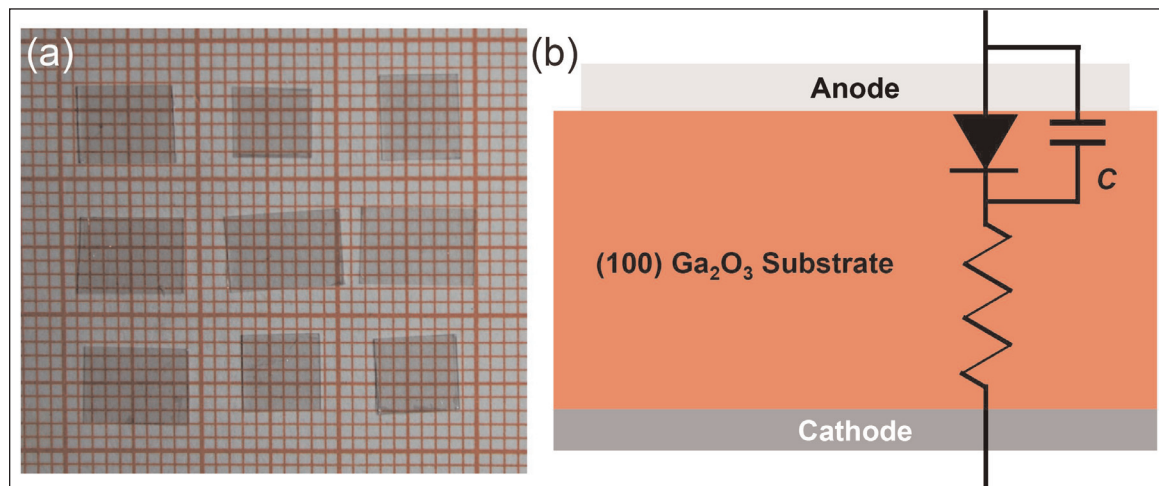 (a)
(b)
Anode
C
(100) Ga₂O₃ Substrate
Cathode